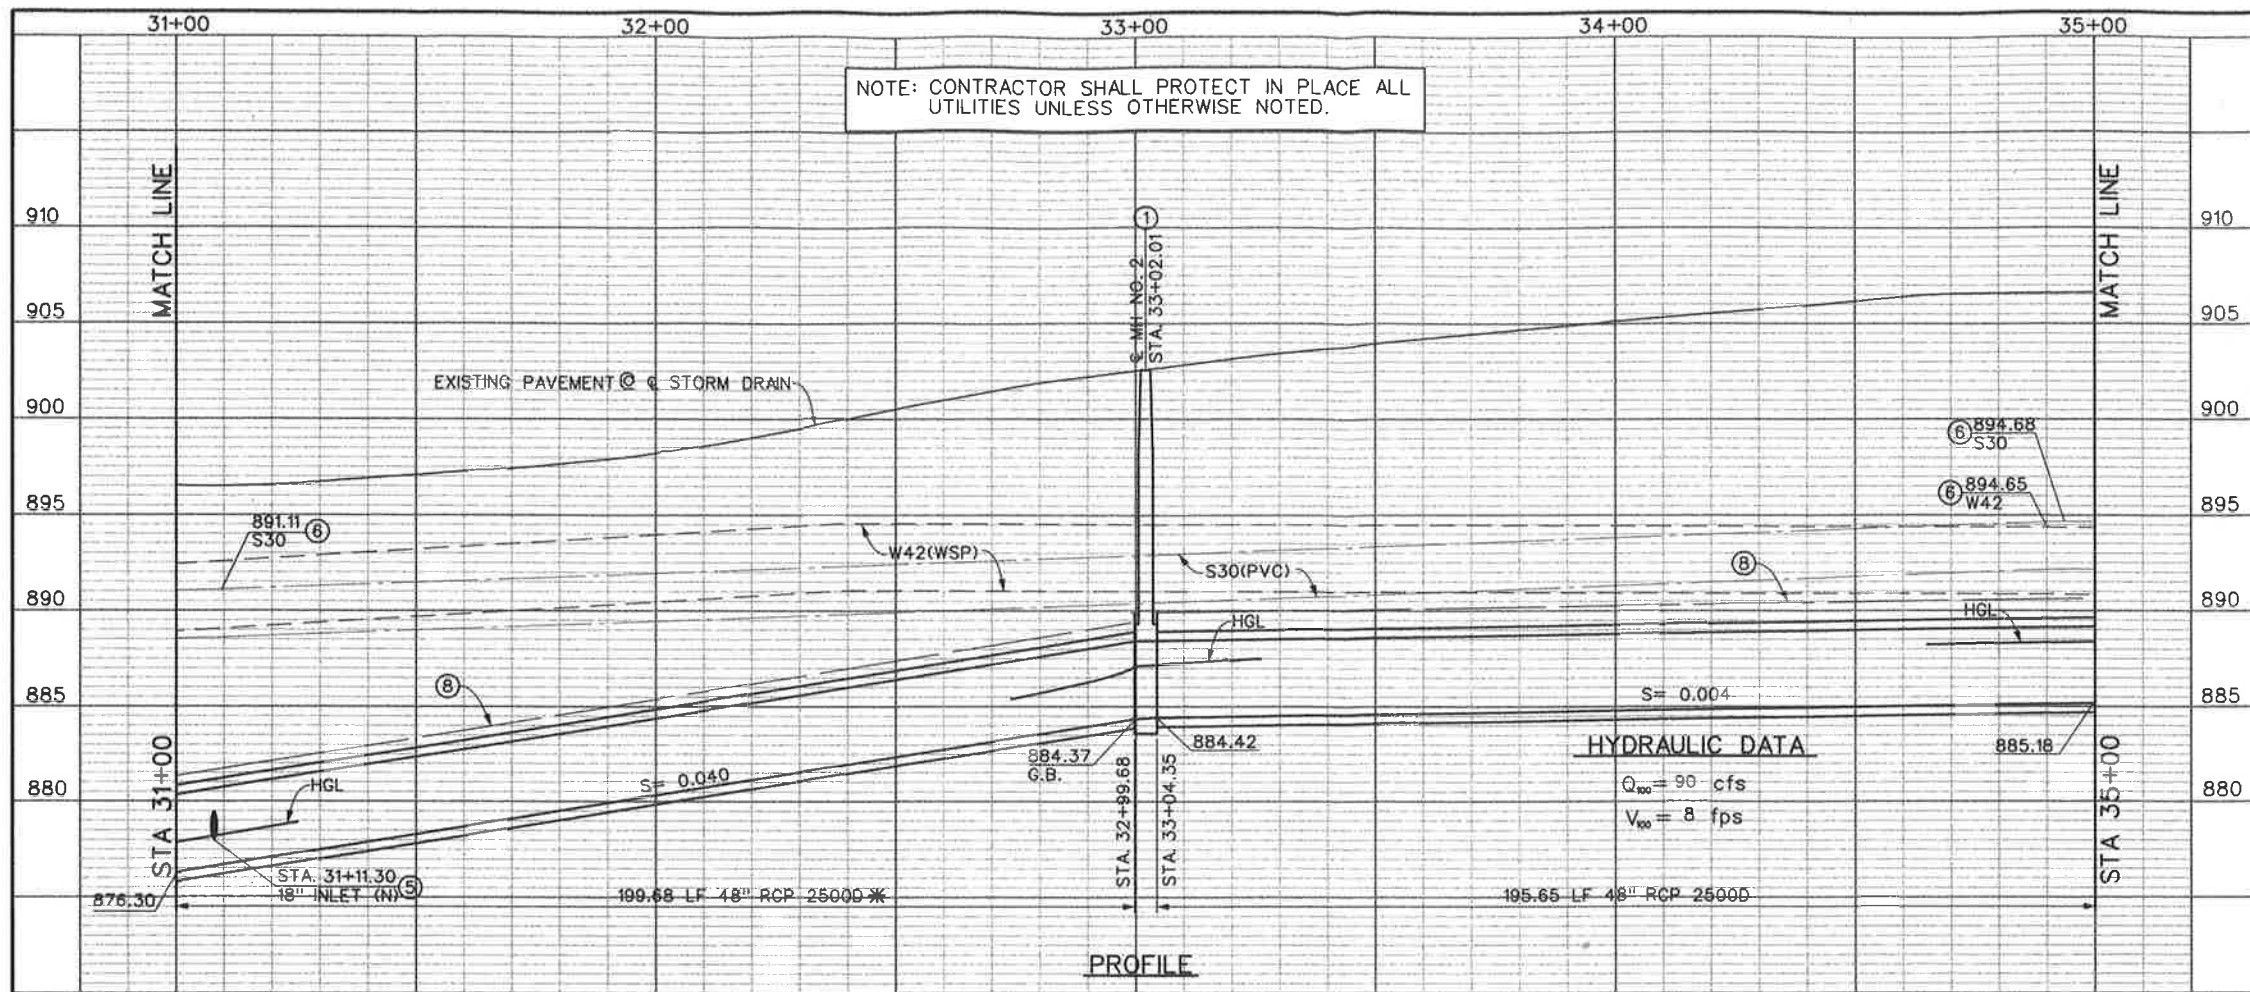 31+00 32+00 33+00 34+00 35+00
NOTE: CONTRACTOR SHALL PROTECT IN PLACE ALL
UTILITIES UNLESS OTHERWISE NOTED.
MATCH LINE
STA 31+00
910
905
900
895
890
885
880
1
℄ MH NO. 2
STA. 33+02.01
EXISTING PAVEMENT @ ℄ STORM DRAIN
891.11 6
S30
W42(WSP)
S30(PVC)
8
HGL
8
HGL
6 894.68
S30
6 894.65
W42
HGL
S= 0.040
S= 0.004
884.37
G.B.
884.42
885.18
876.30
STA. 31+11.30 5
18" INLET (N)
STA. 32+99.68
STA. 33+04.35
HYDRAULIC DATA
Q100= 90 cfs
V100= 8 fps
199.68 LF 48" RCP 2500D *
195.65 LF 48" RCP 2500D
MATCH LINE
STA 35+00
910
905
900
895
890
885
880
PROFILE